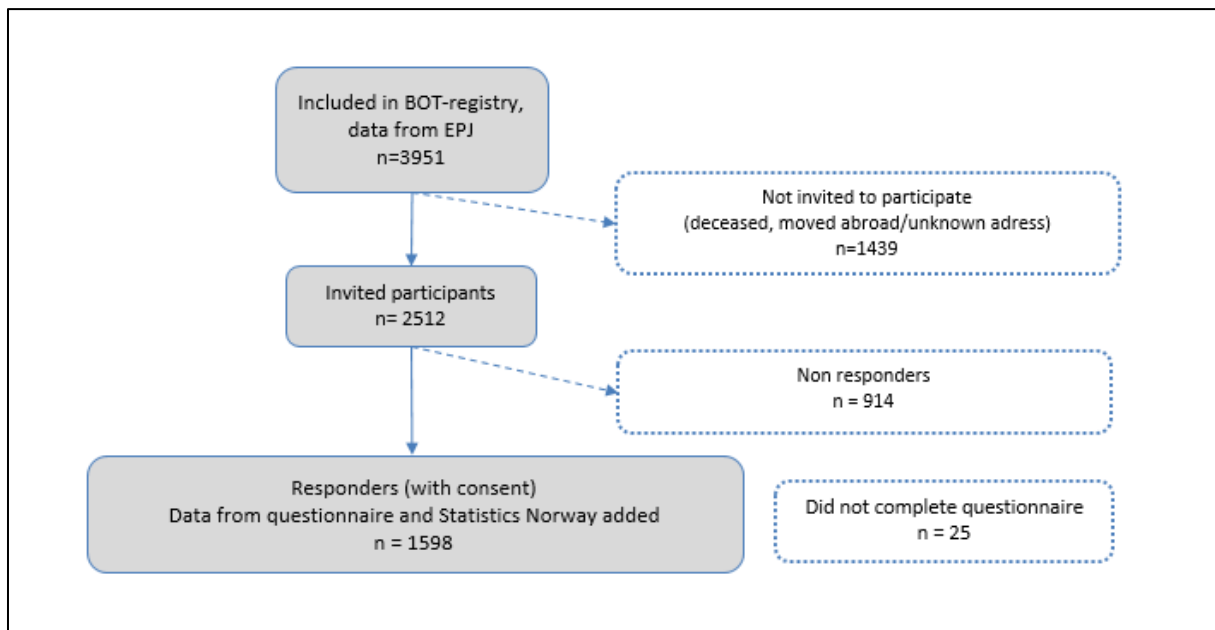 Included in BOT-registry,
data from EPJ
n=3951
Not invited to participate
(deceased, moved abroad/unknown adress)
n=1439
Invited participants
n= 2512
Non responders
n = 914
Responders (with consent)
Data from questionnaire and Statistics Norway added
n = 1598
Did not complete questionnaire
n = 25